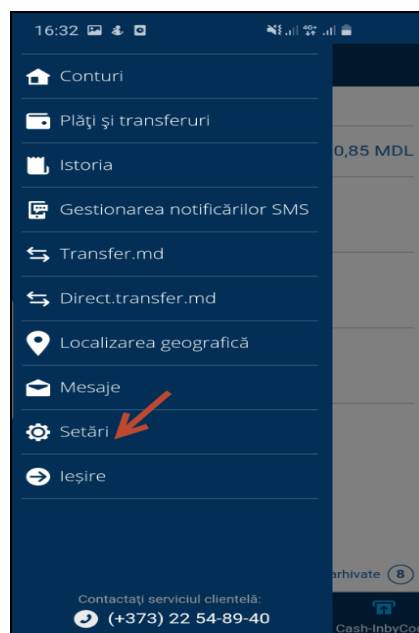 16:32
Conturi
Plăţi şi transferuri
0,85 MDL
Istoria
Gestionarea notificărilor SMS
Transfer.md
Direct.transfer.md
Localizarea geografică
Mesaje
Setări
Ieşire
arhivate 8
Contactaţi serviciul clientelă:
(+373) 22 54-89-40
Cash-InbyCo